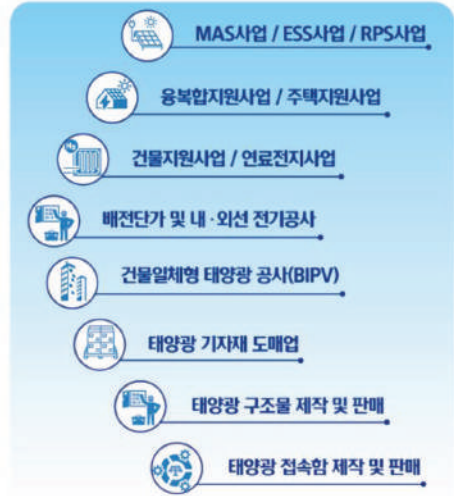 MAS사업 / ESS사업 / RPS사업
융복합지원사업 / 주택지원사업
건물지원사업 / 연료전지사업
배전단가 및 내·외선 전기공사
건물일체형 태양광 공사(BIPV)
태양광 기자재 도매업
태양광 구조물 제작 및 판매
태양광 접속함 제작 및 판매